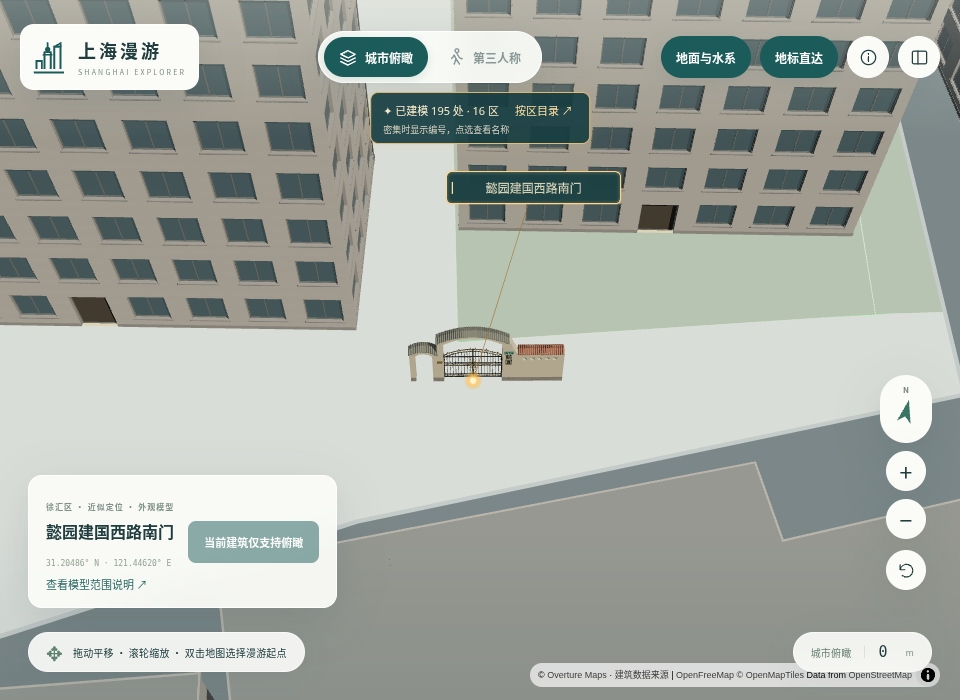 上海漫游
SHANGHAI EXPLORER
城市俯瞰
第三人称
地面与水系
地标直达
✦ 已建模 195 处 · 16 区 按区目录 ↗
密集时显示编号，点选查看名称
懿园建国西路南门
N
徐汇区 · 近似定位 · 外观模型
懿园建国西路南门
31.20486° N · 121.44620° E
查看模型范围说明 ↗
当前建筑仅支持俯瞰
拖动平移 · 滚轮缩放 · 双击地图选择漫游起点
城市俯瞰 0 m
© Overture Maps · 建筑数据来源 | OpenFreeMap © OpenMapTiles Data from OpenStreetMap